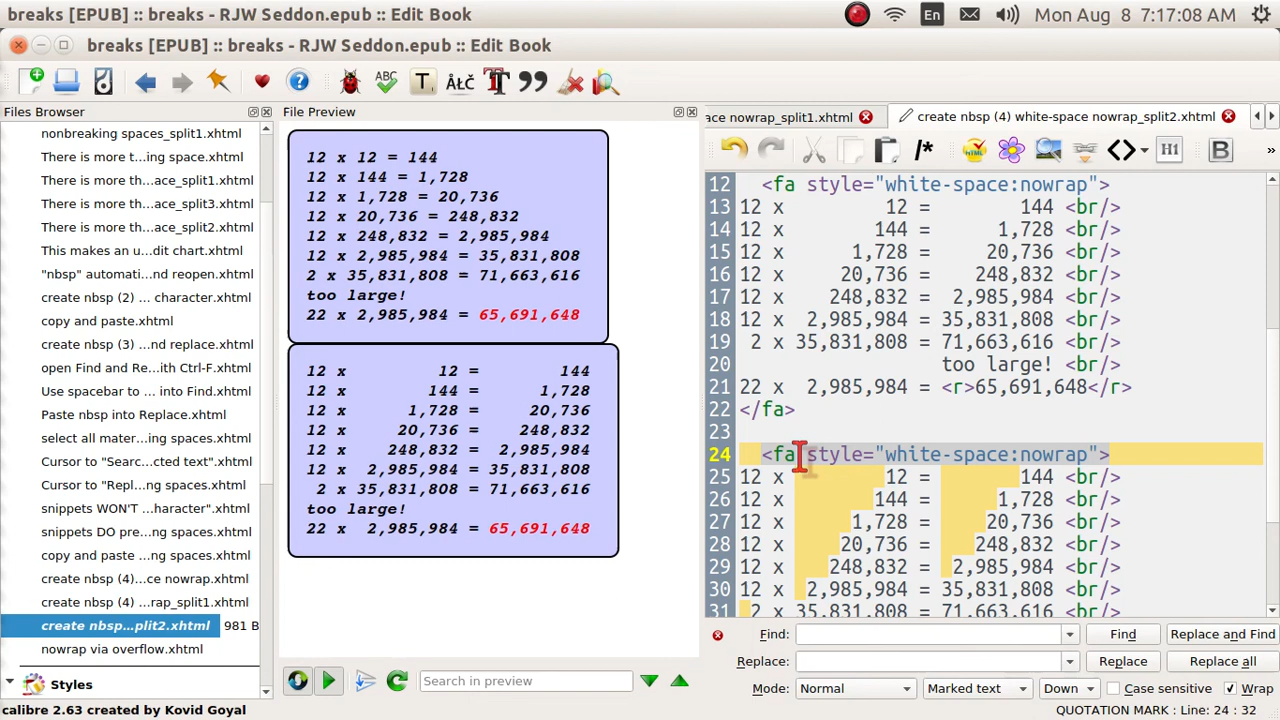 breaks [EPUB] :: breaks - RJW Seddon.epub :: Edit Book
En
Mon Aug 8 7:17:08 AM
breaks [EPUB] :: breaks - RJW Seddon.epub :: Edit Book
ABC
T
ÅŁČ
Files Browser
nonbreaking spaces_split1.xhtml
There is more t...ing space.xhtml
There is more t...ace_split1.xhtml
There is more t...ace_split3.xhtml
There is more t...ace_split2.xhtml
This makes an u...dit chart.xhtml
"nbsp" automati...nd reopen.xhtml
create nbsp (2) ... character.xhtml
copy and paste.xhtml
create nbsp (3) ...nd replace.xhtml
open Find and Re...ith Ctrl-F.xhtml
Use spacebar to ...into Find.xhtml
Paste nbsp into Replace.xhtml
select all mater...ing spaces.xhtml
Cursor to "Searc...cted text".xhtml
Cursor to "Repl...ng spaces.xhtml
snippets WON'T ...haracter".xhtml
snippets DO pre...ng spaces.xhtml
copy and paste ...ng spaces.xhtml
create nbsp (4)...ce nowrap.xhtml
create nbsp (4)...rap_split1.xhtml
create nbsp...plit2.xhtml 981 B
nowrap via overflow.xhtml
Styles
File Preview
12 x 12 = 144
12 x 144 = 1,728
12 x 1,728 = 20,736
12 x 20,736 = 248,832
12 x 248,832 = 2,985,984
12 x 2,985,984 = 35,831,808
2 x 35,831,808 = 71,663,616
too large!
22 x 2,985,984 = 65,691,648
12 x 12 = 144
12 x 144 = 1,728
12 x 1,728 = 20,736
12 x 20,736 = 248,832
12 x 248,832 = 2,985,984
12 x 2,985,984 = 35,831,808
2 x 35,831,808 = 71,663,616
too large!
22 x 2,985,984 = 65,691,648
Search in preview
ace nowrap_split1.xhtml
create nbsp (4) white-space nowrap_split2.xhtml
/*
<>
H1
B
»
12 <fa style="white-space:nowrap">
13 12 x 12 = 144 <br/>
14 12 x 144 = 1,728 <br/>
15 12 x 1,728 = 20,736 <br/>
16 12 x 20,736 = 248,832 <br/>
17 12 x 248,832 = 2,985,984 <br/>
18 12 x 2,985,984 = 35,831,808 <br/>
19 2 x 35,831,808 = 71,663,616 <br/>
20 too large! <br/>
21 22 x 2,985,984 = <r>65,691,648</r>
22 </fa>
23
24 <fa style="white-space:nowrap">
25 12 x 12 = 144 <br/>
26 12 x 144 = 1,728 <br/>
27 12 x 1,728 = 20,736 <br/>
28 12 x 20,736 = 248,832 <br/>
29 12 x 248,832 = 2,985,984 <br/>
30 12 x 2,985,984 = 35,831,808 <br/>
31 2 x 35,831,808 = 71,663,616 <br/>
Find:
Find
Replace and Find
Replace:
Replace
Replace all
Mode:
Normal
Marked text
Down
Case sensitive
Wrap
calibre 2.63 created by Kovid Goyal
QUOTATION MARK : Line: 24 : 32